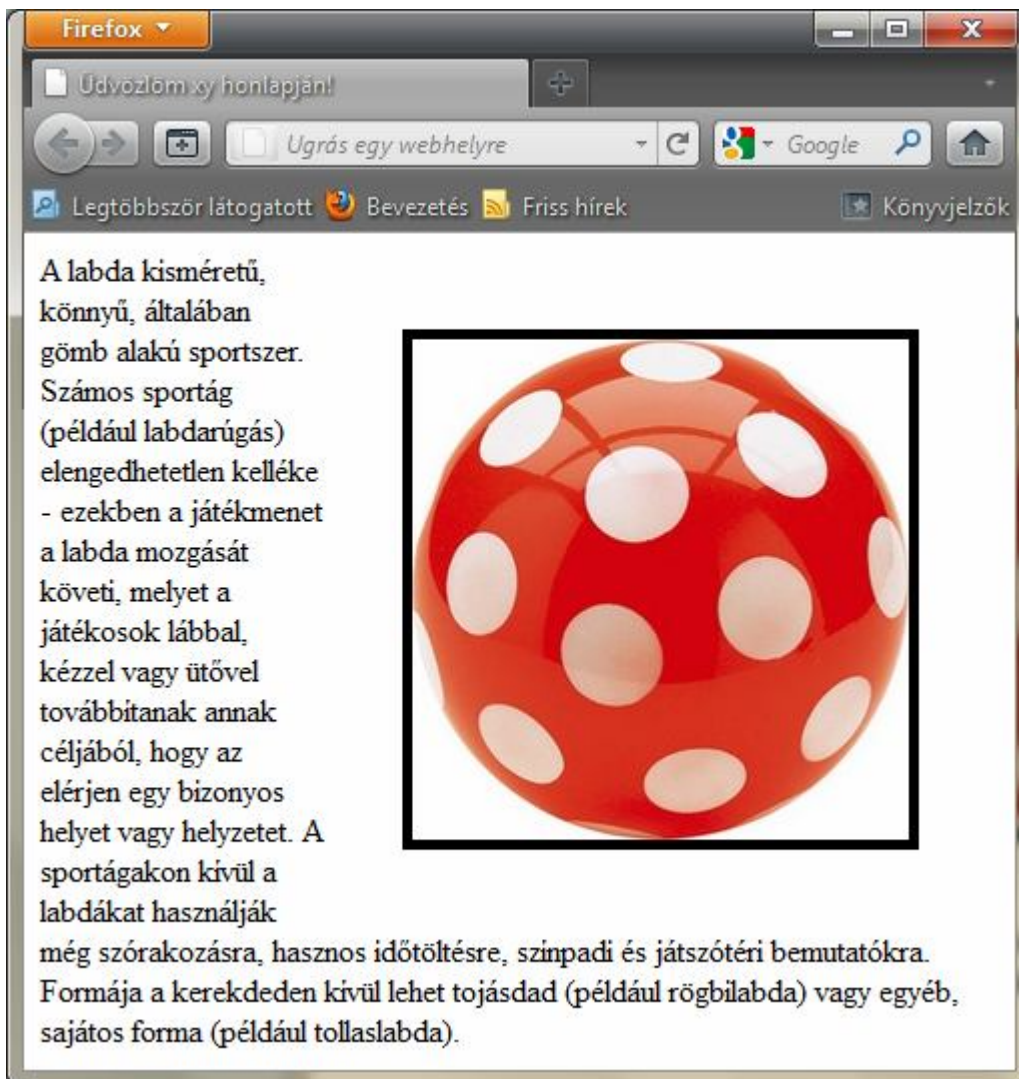 Firefox
Üdvözlöm xy honlapján!
Ugrás egy webhelyre
Google
Legtöbbször látogatott
Bevezetés
Friss hírek
Könyvjelzők
A labda kisméretű,
könnyű, általában
gömb alakú sportszer.
Számos sportág
(például labdarúgás)
elengedhetetlen kelléke
- ezekben a játékmenet
a labda mozgását
követi, melyet a
játékosok lábbal,
kézzel vagy ütővel
továbbítanak annak
céljából, hogy az
elérjen egy bizonyos
helyet vagy helyzetet. A
sportágakon kívül a
labdákat használják
még szórakozásra, hasznos időtöltésre, színpadi és játszótéri bemutatókra.
Formája a kerekdeden kívül lehet tojásdad (például rögbilabda) vagy egyéb,
sajátos forma (például tollaslabda).